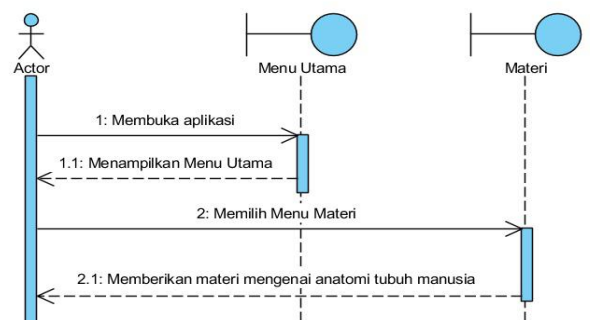 Actor
Menu Utama
Materi
1: Membuka aplikasi
1.1: Menampilkan Menu Utama
2: Memilih Menu Materi
2.1: Memberikan materi mengenai anatomi tubuh manusia